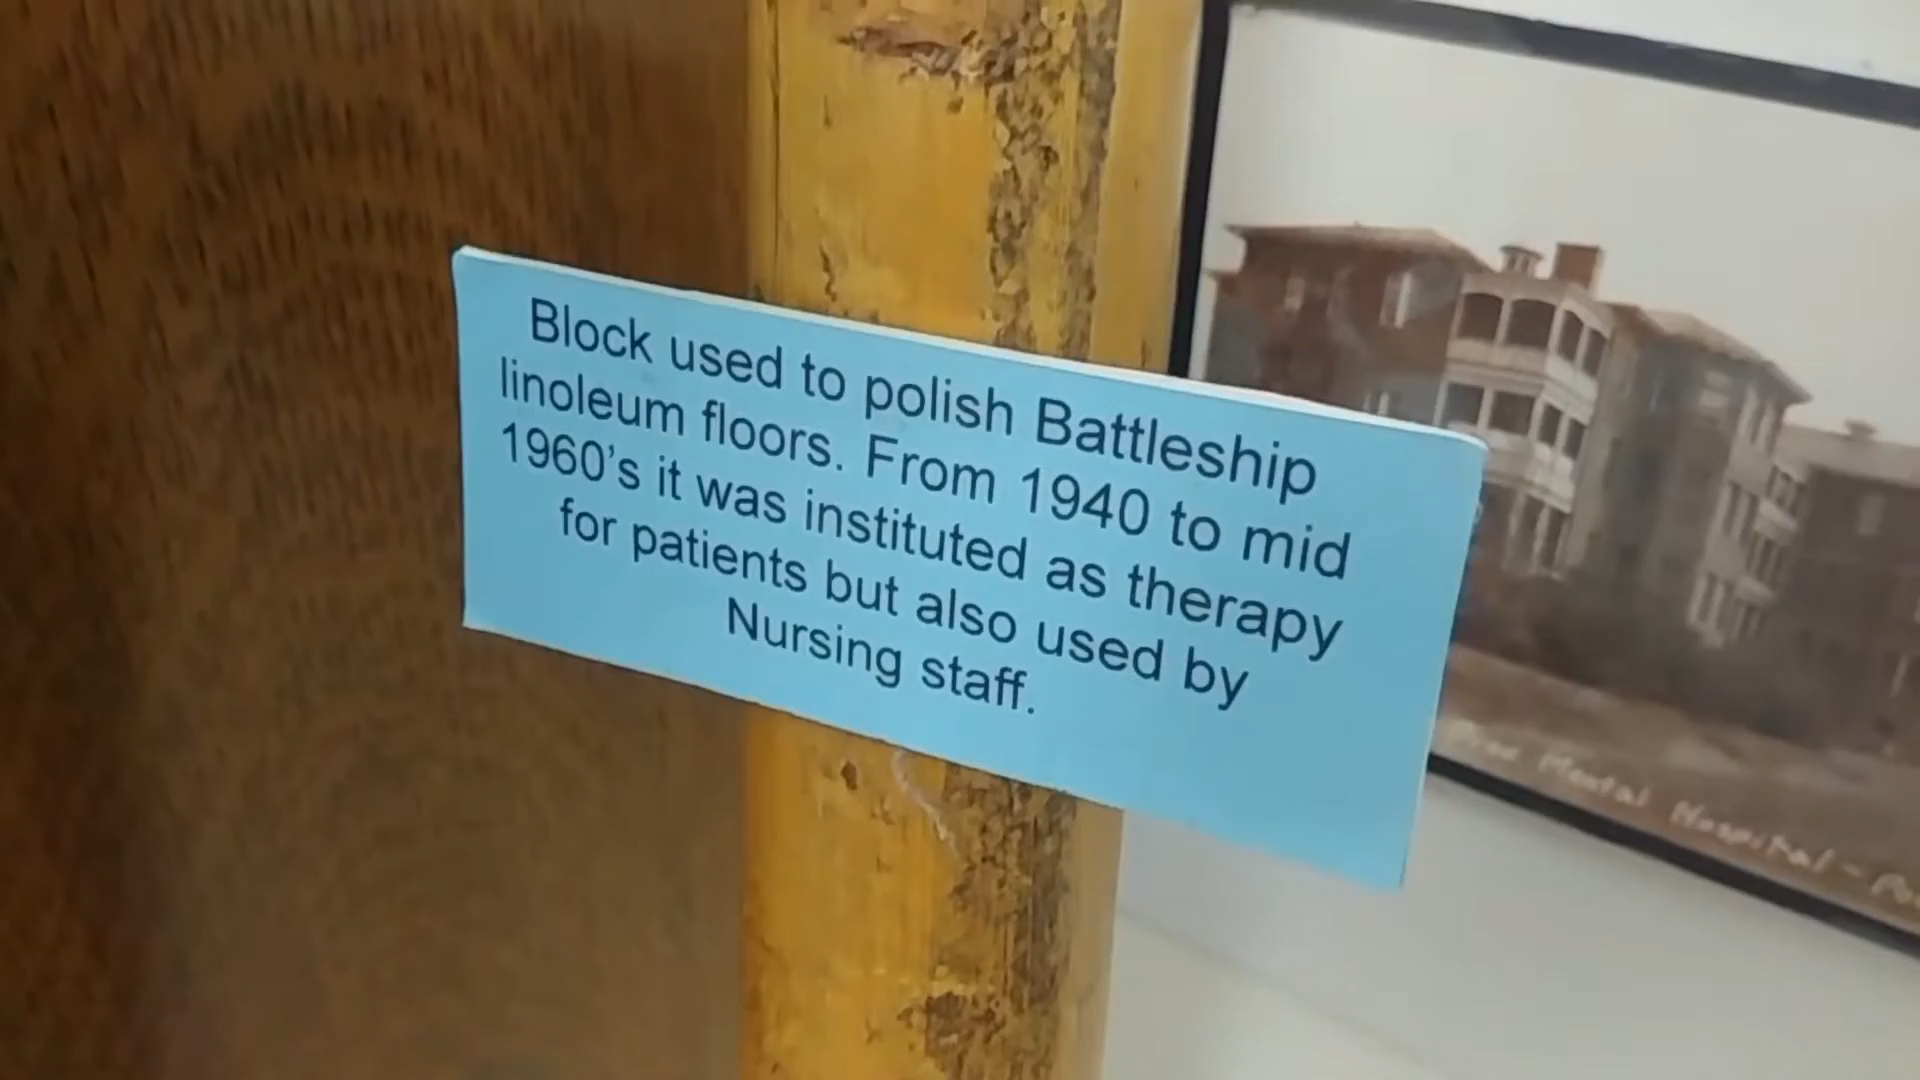 Block used to polish Battleship
linoleum floors. From 1940 to mid
1960's it was instituted as therapy
for patients but also used by
Nursing staff.
Mental Hospital -